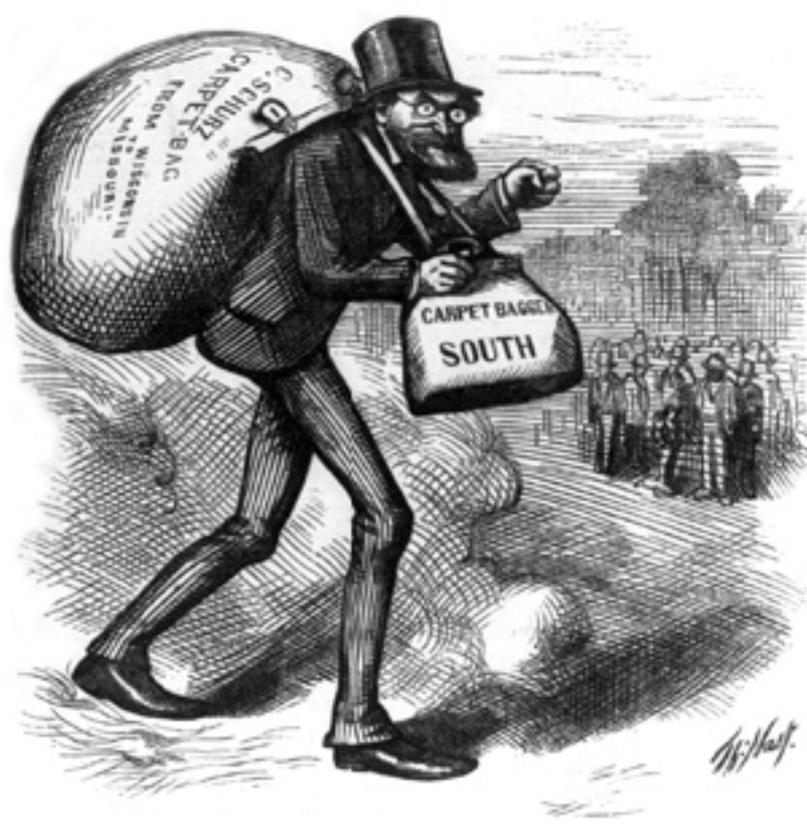 C. SCHURZ
CARPET-BAG
FROM WISCONSIN
TO
MISSOURI"
CARPET BAGGER
SOUTH
Th: Nast.